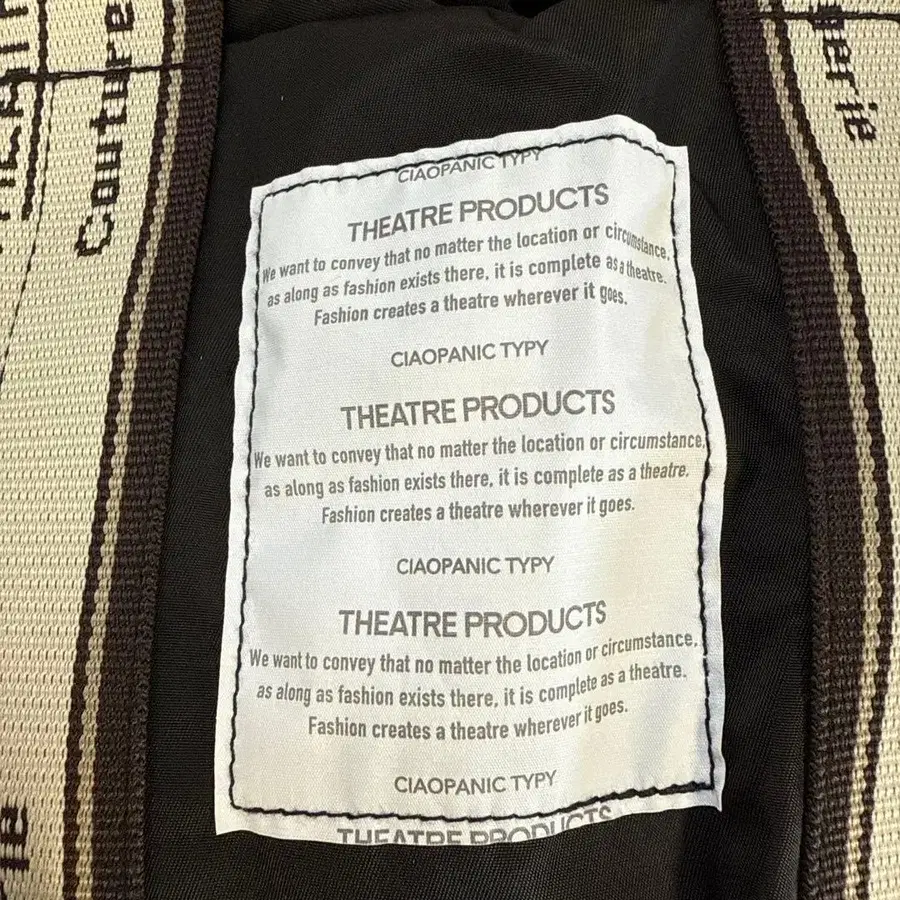 Couture
CIAOPANIC TYPY
THEATRE PRODUCTS
We want to convey that no matter the location or circumstance,
as along as fashion exists there, it is complete as a theatre.
Fashion creates a theatre wherever it goes.
CIAOPANIC TYPY
THEATRE PRODUCTS
We want to convey that no matter the location or circumstance,
as along as fashion exists there, it is complete as a theatre.
Fashion creates a theatre wherever it goes.
CIAOPANIC TYPY
THEATRE PRODUCTS
We want to convey that no matter the location or circumstance,
as along as fashion exists there, it is complete as a theatre.
Fashion creates a theatre wherever it goes.
CIAOPANIC TYPY
THEATRE PRODUCTS